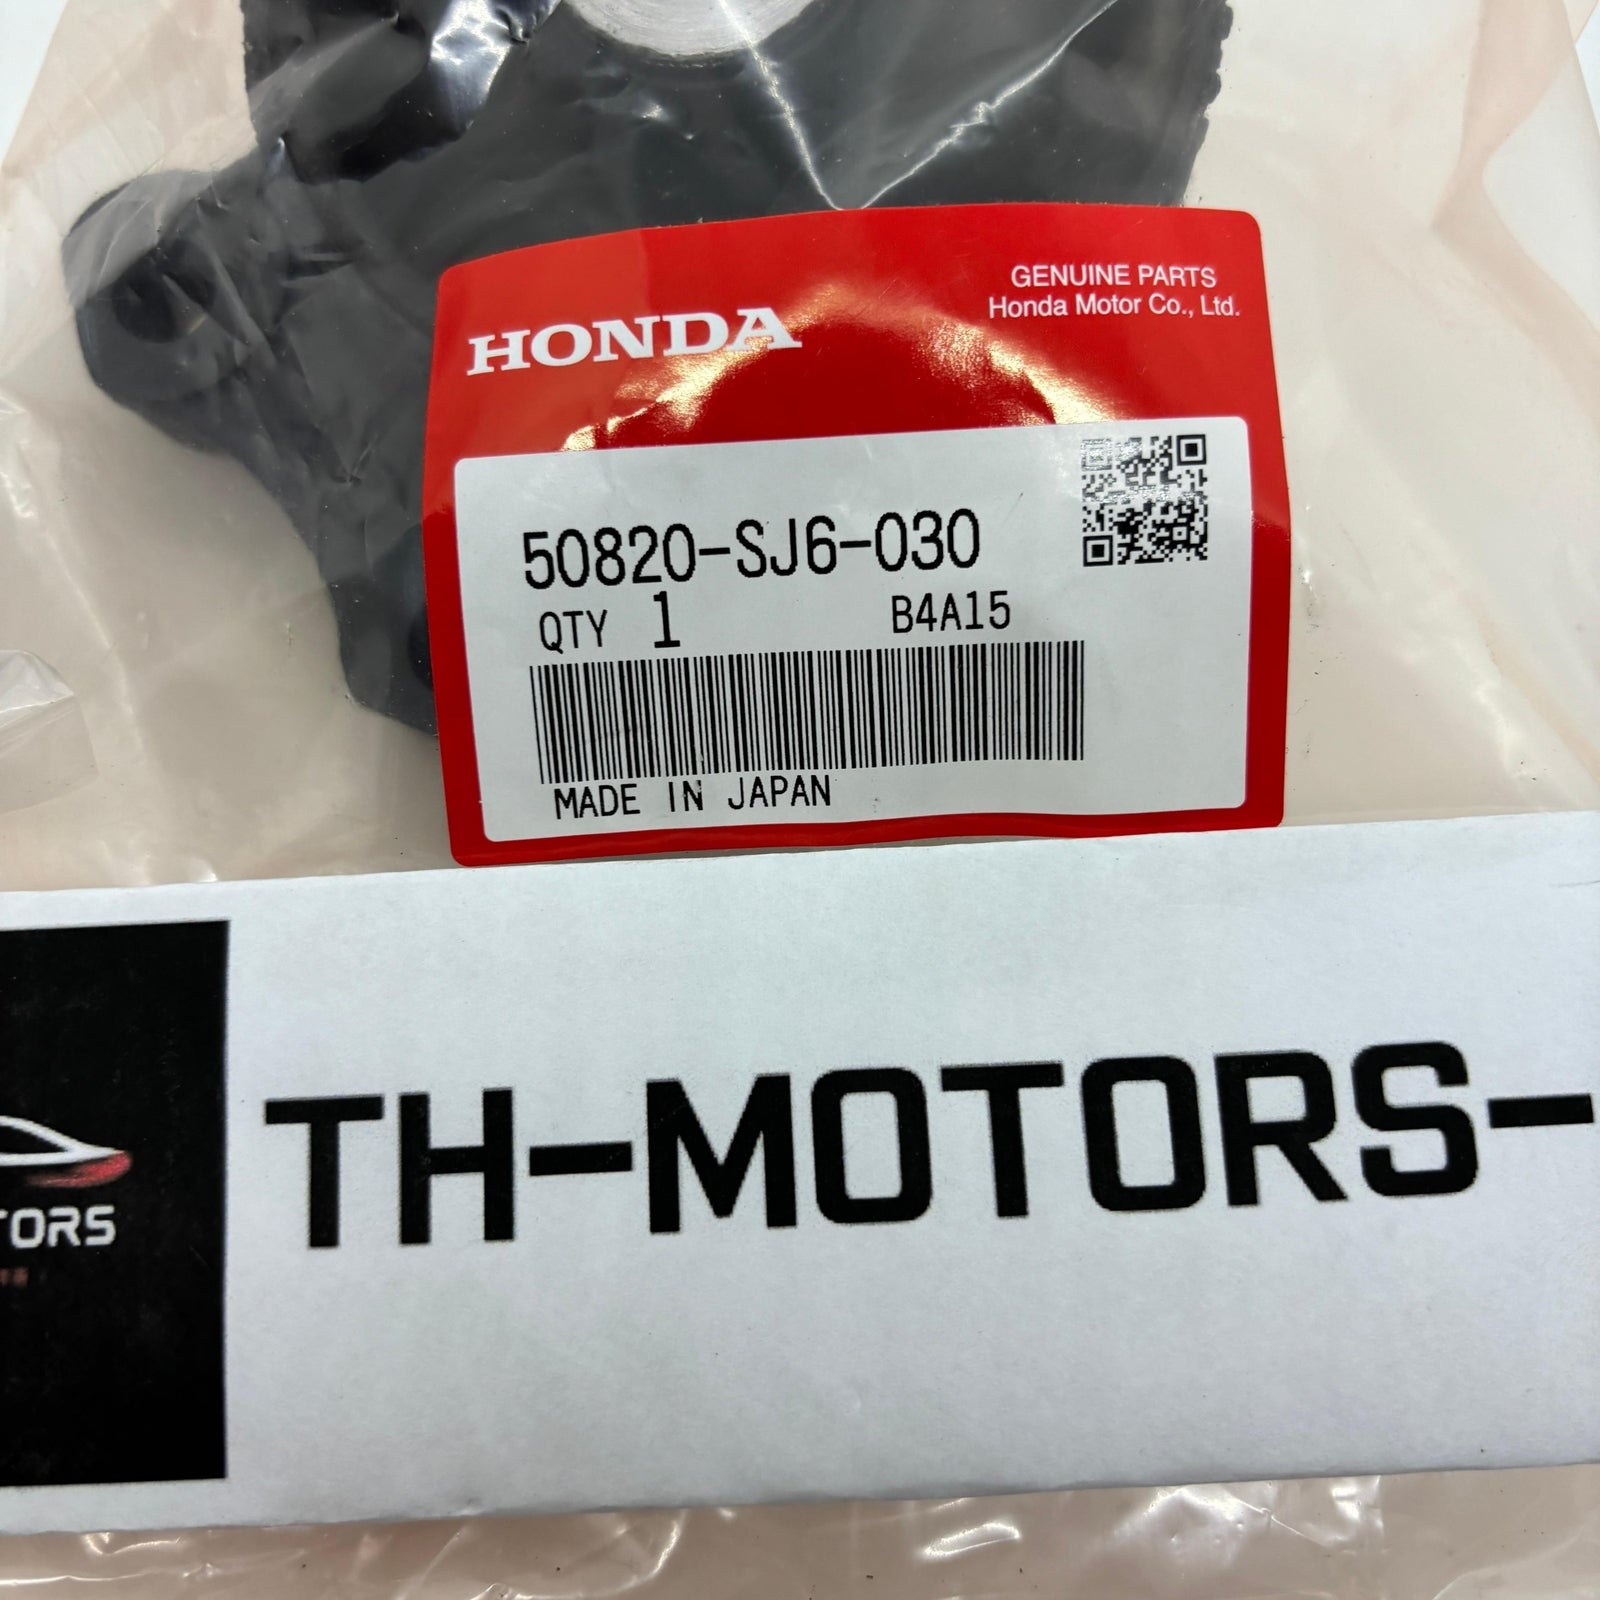 GENUINE PARTS
Honda Motor Co., Ltd.
HONDA
50820-SJ6-030
QTY 1 B4A15
MADE IN JAPAN
TH-MOTORS-
TORS